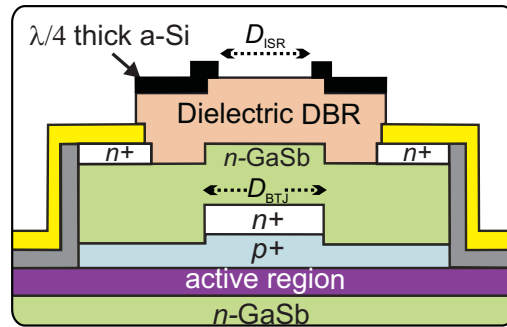 λ/4 thick a-Si
D_ISR
Dielectric DBR
n+
n-GaSb
n+
D_BTJ
n+
p+
active region
n-GaSb